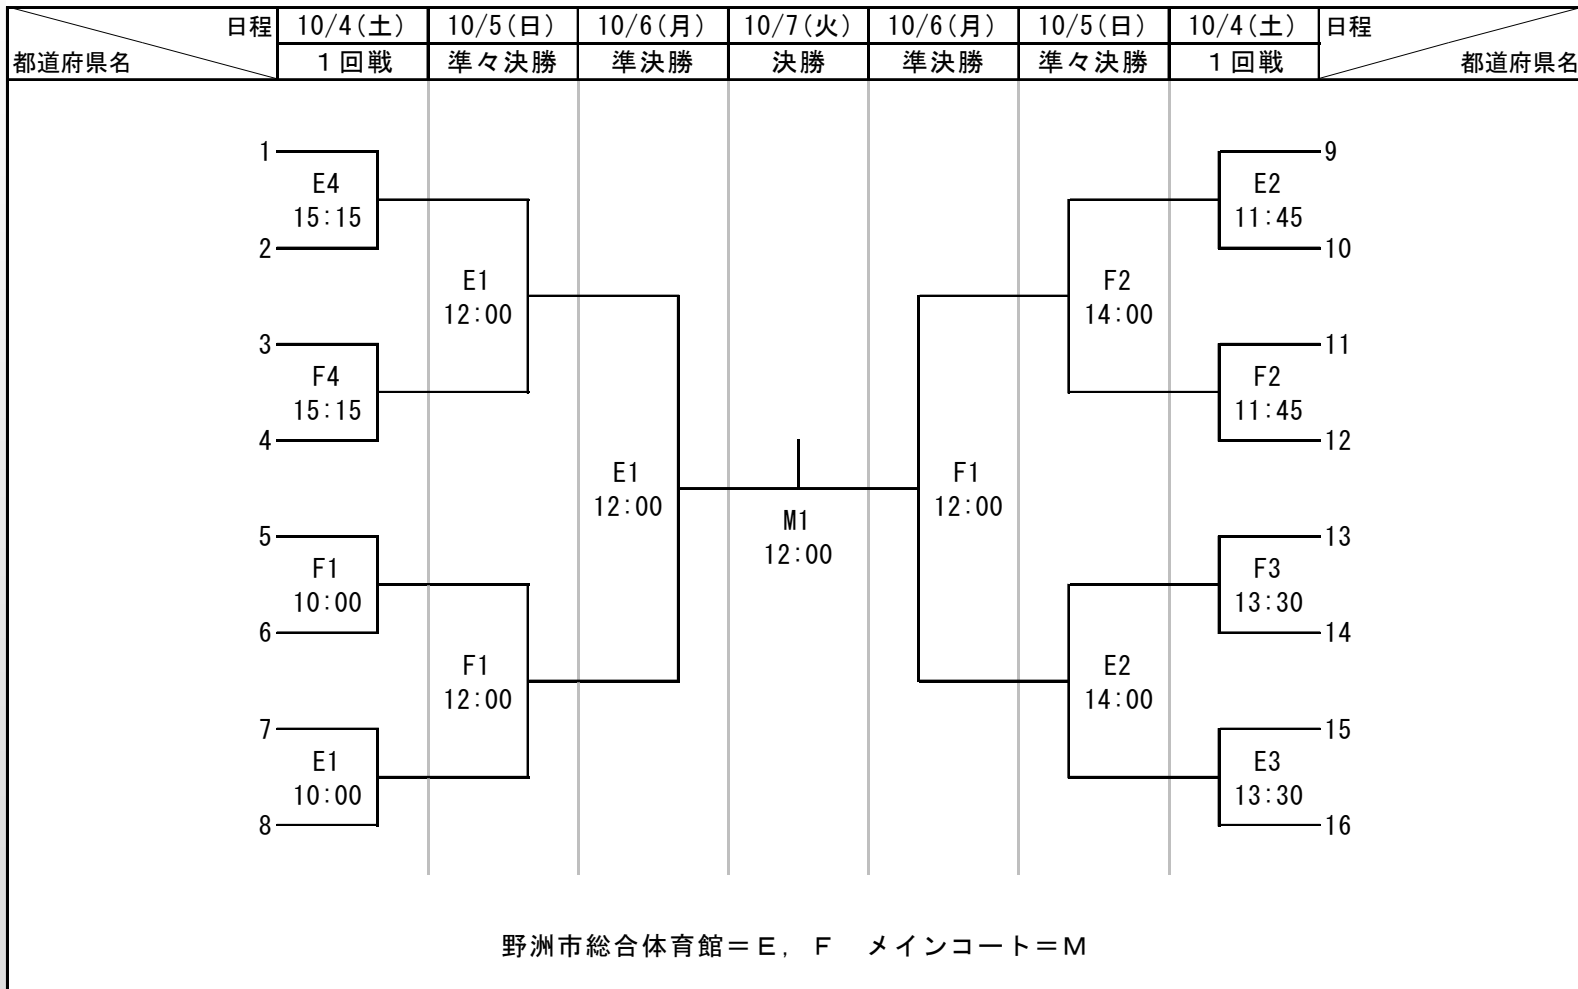 日程 10/4(土) 10/5(日) 10/6(月) 10/7(火) 10/6(月) 10/5(日) 10/4(土) 日程
都道府県名 1回戦 準々決勝 準決勝 決勝 準決勝 準々決勝 1回戦 都道府県名
1 9
E4 E2
15:15 11:45
2 10
E1 F2
12:00 14:00
3 11
F4 F2
15:15 11:45
4 12
E1 F1
12:00 12:00
M1
12:00
5 13
F1 F3
10:00 13:30
6 14
F1 E2
12:00 14:00
7 15
E1 E3
10:00 13:30
8 16
野洲市総合体育館＝E, F メインコート＝M